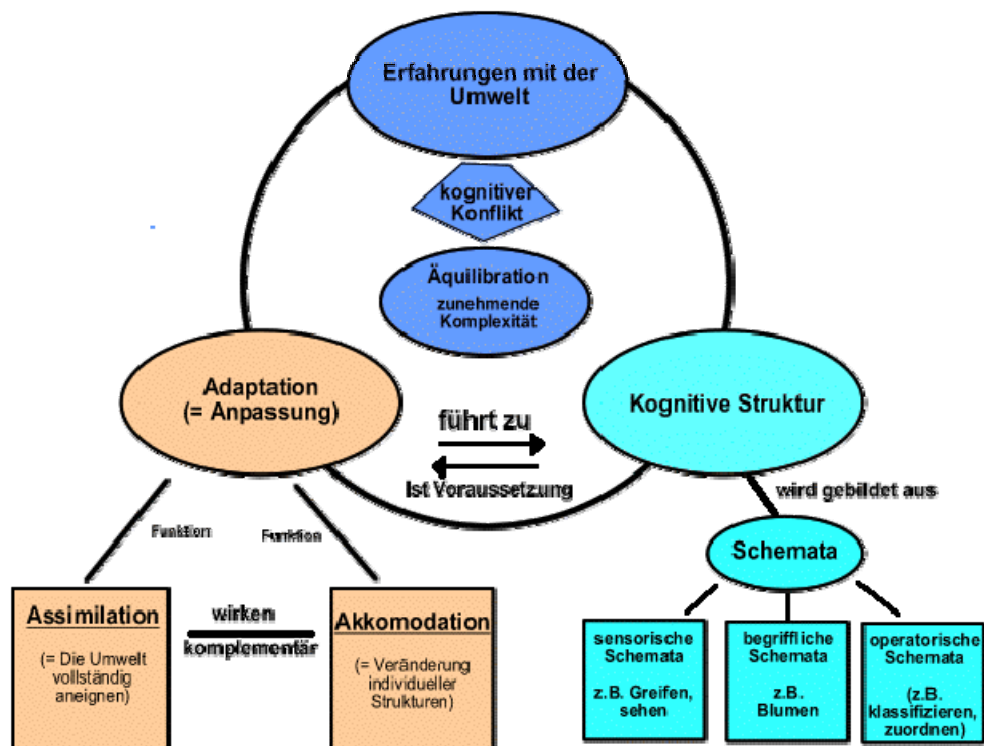 Erfahrungen mit der
Umwelt
kognitiver
Konflikt
Äquilibration
zunehmende
Komplexität
Adaptation
(= Anpassung)
Kognitive Struktur
führt zu
Ist Voraussetzung
wird gebildet aus
Funktion
Funktion
Schemata
Assimilation
(= Die Umwelt
vollständig
aneignen)
wirken
komplementär
Akkomodation
(= Veränderung
individueller
Strukturen)
sensorische
Schemata
z.B. Greifen,
sehen
begriffliche
Schemata
z.B.
Blumen
operatorische
Schemata
(z.B.
klassifizieren,
zuordnen)